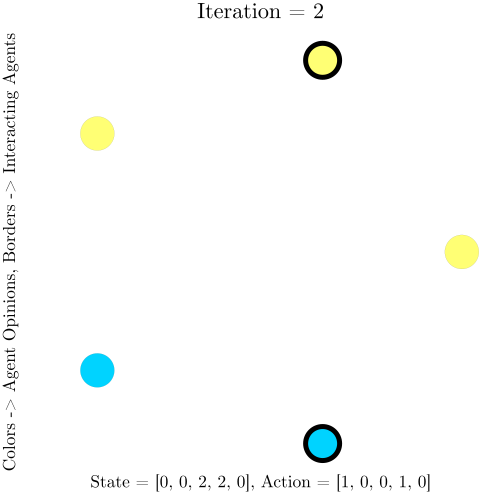 Iteration = 2
Colors -> Agent Opinions, Borders -> Interacting Agents
State = [0, 0, 2, 2, 0], Action = [1, 0, 0, 1, 0]